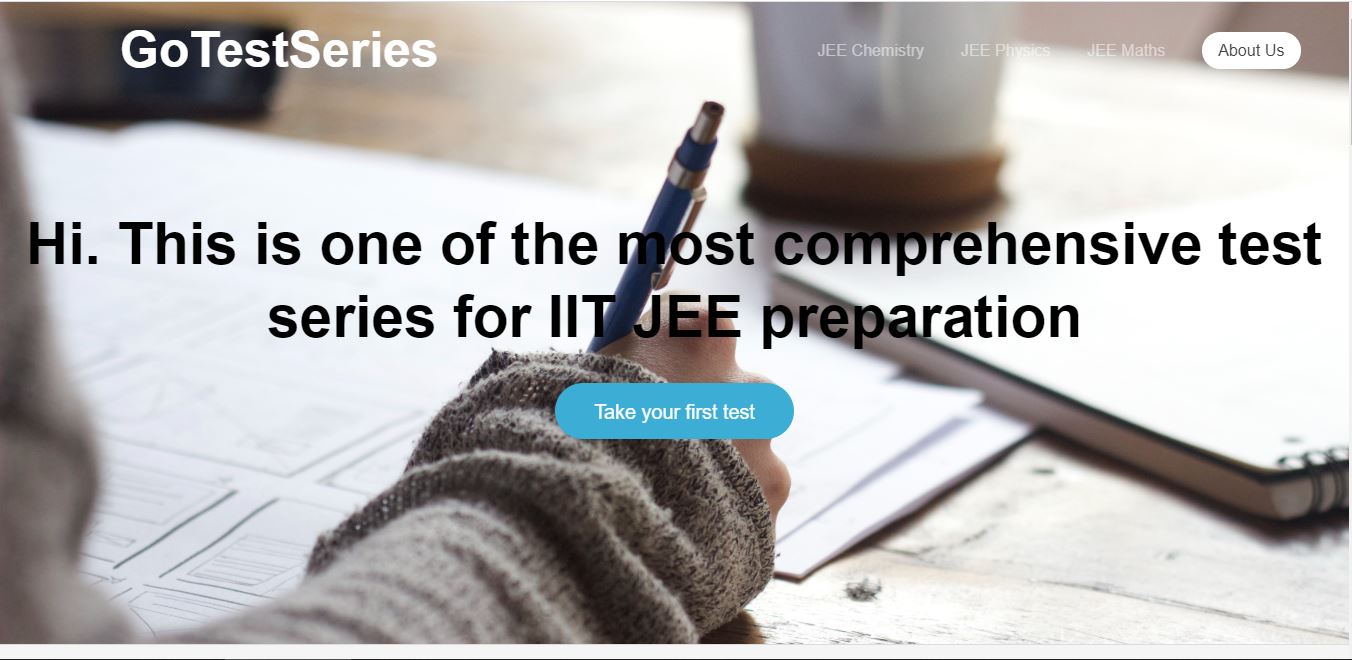 GoTestSeries
JEE Chemistry
JEE Physics
JEE Maths
About Us
Hi. This is one of the most comprehensive test
series for IIT JEE preparation
Take your first test